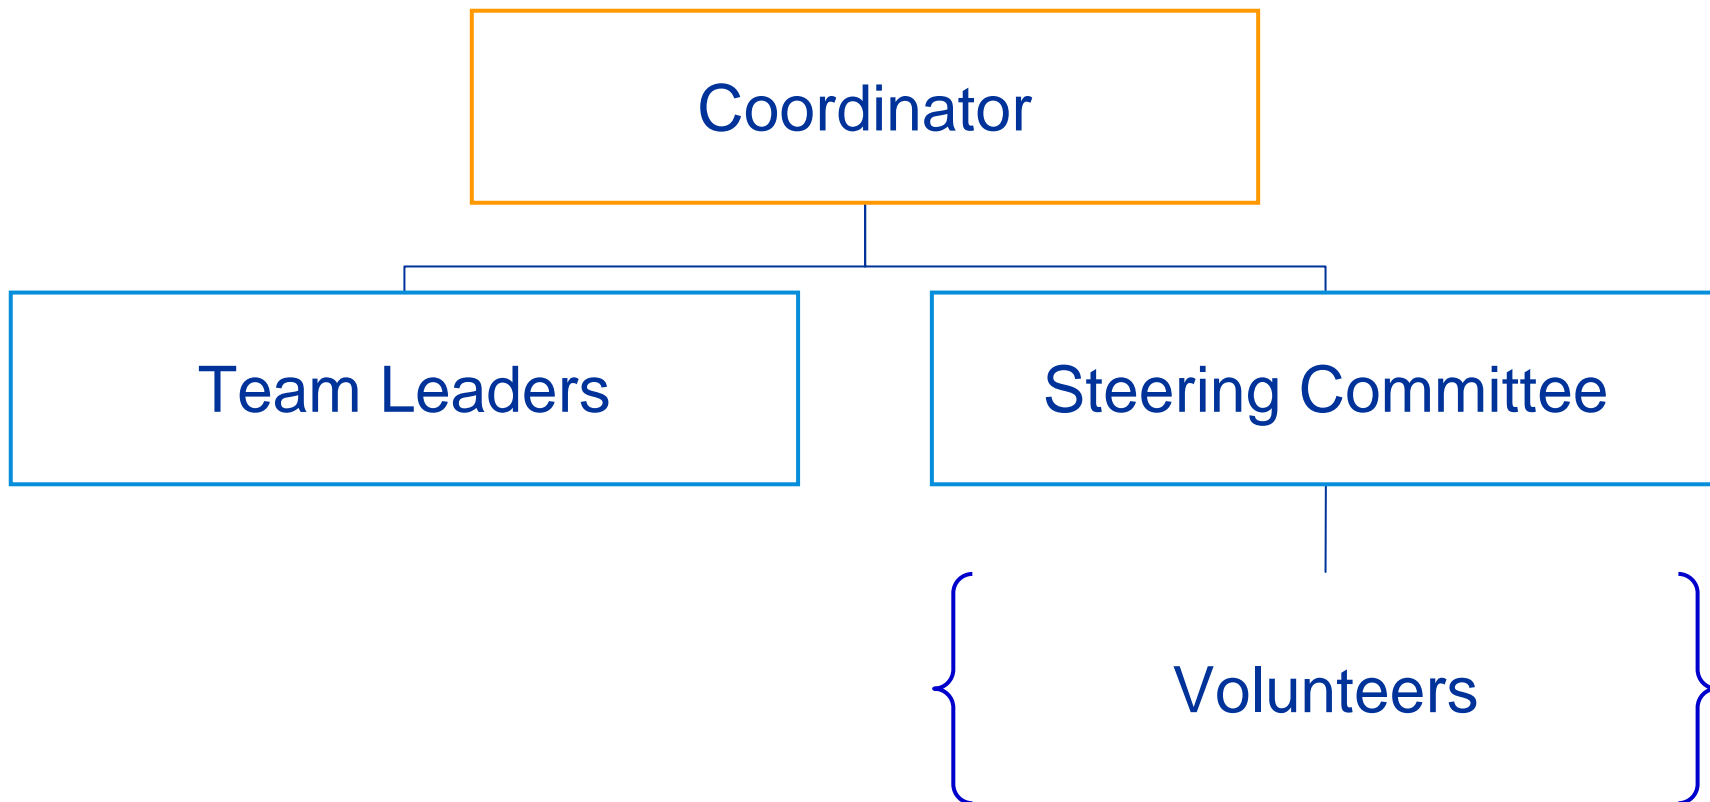 Coordinator
Team Leaders
Steering Committee
Volunteers